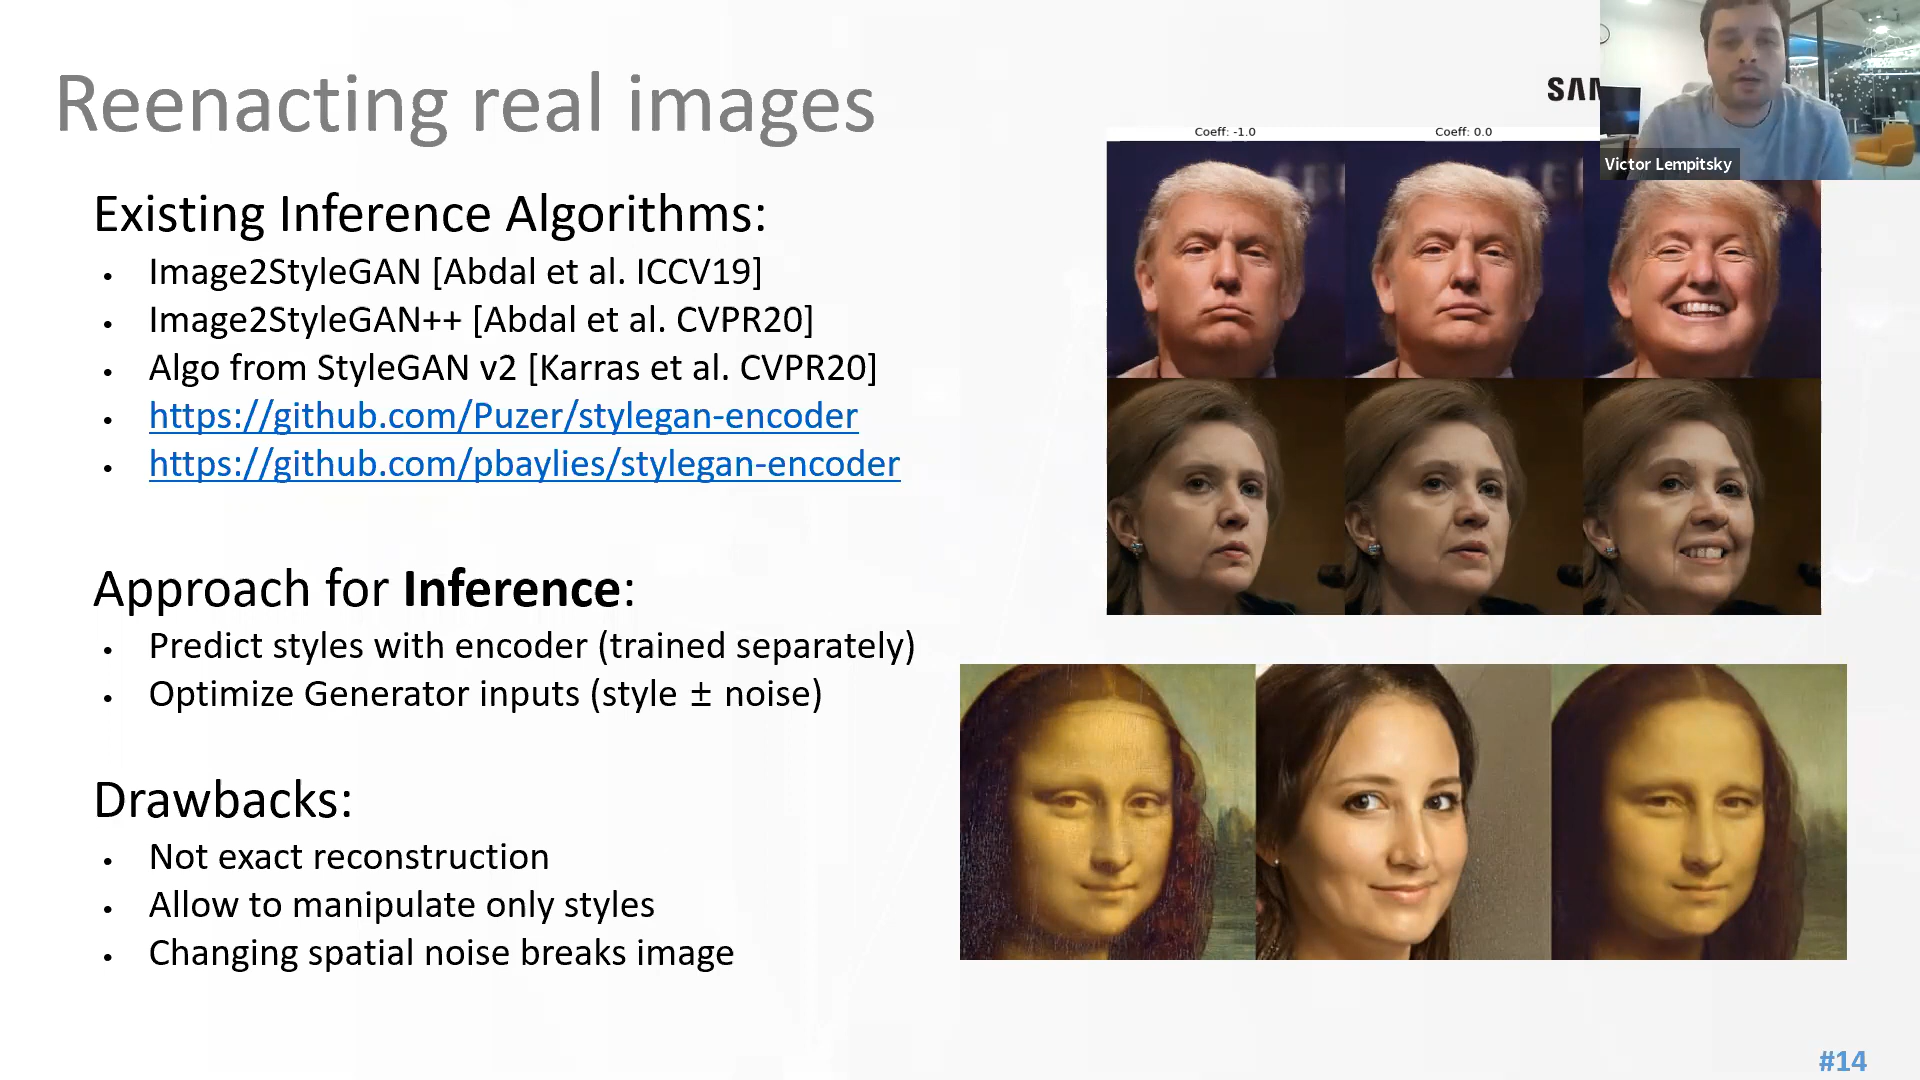 Reenacting real images
SAM
Coeff: -1.0
Coeff: 0.0
Victor Lempitsky
Existing Inference Algorithms:
• Image2StyleGAN [Abdal et al. ICCV19]
• Image2StyleGAN++ [Abdal et al. CVPR20]
• Algo from StyleGAN v2 [Karras et al. CVPR20]
• https://github.com/Puzer/stylegan-encoder
• https://github.com/pbaylies/stylegan-encoder
Approach for Inference:
• Predict styles with encoder (trained separately)
• Optimize Generator inputs (style ± noise)
Drawbacks:
• Not exact reconstruction
• Allow to manipulate only styles
• Changing spatial noise breaks image
#14